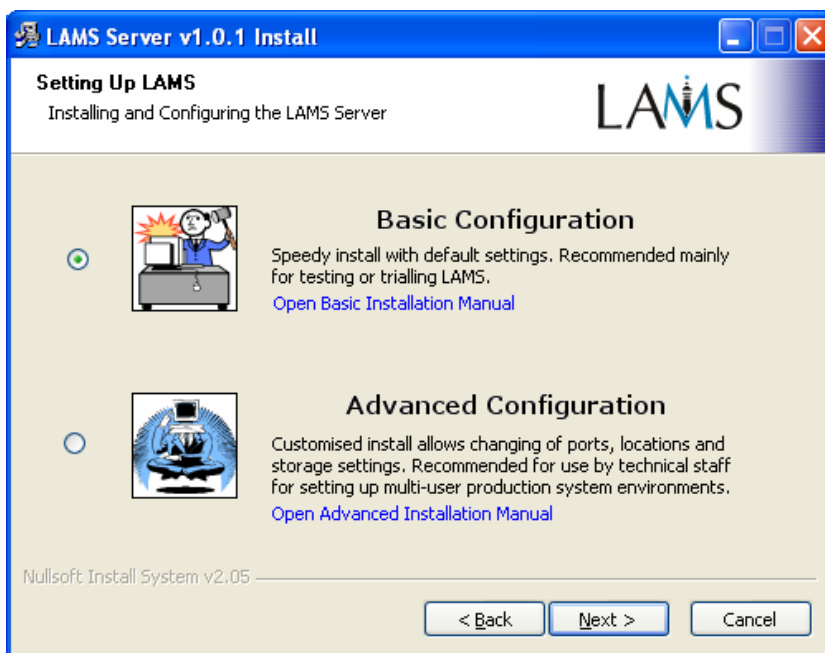 LAMS Server v1.0.1 Install
Setting Up LAMS
Installing and Configuring the LAMS Server
LAMS
Basic Configuration
Speedy install with default settings. Recommended mainly
for testing or trialling LAMS.
Open Basic Installation Manual
Advanced Configuration
Customised install allows changing of ports, locations and
storage settings. Recommended for use by technical staff
for setting up multi-user production system environments.
Open Advanced Installation Manual
Nullsoft Install System v2.05
< Back
Next >
Cancel